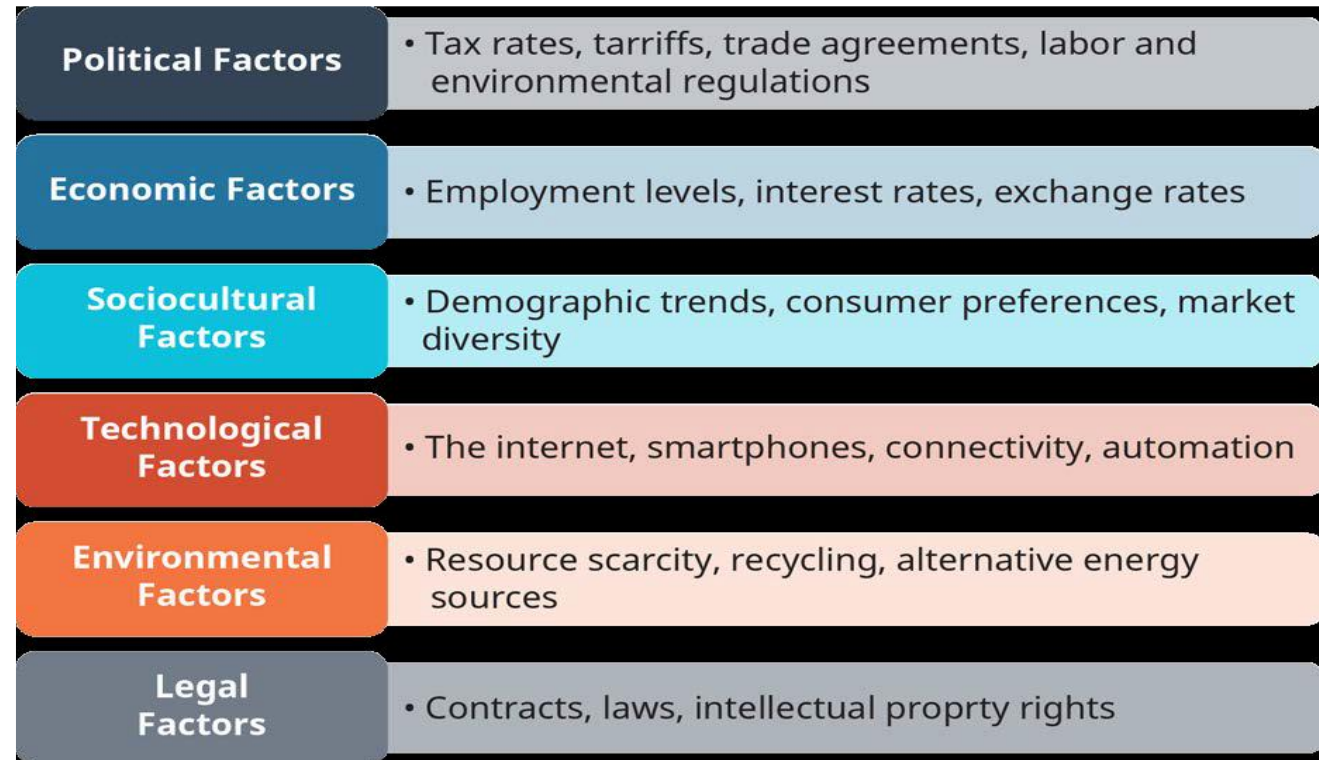 Political Factors
• Tax rates, tarriffs, trade agreements, labor and
environmental regulations
Economic Factors
• Employment levels, interest rates, exchange rates
Sociocultural
Factors
• Demographic trends, consumer preferences, market
diversity
Technological
Factors
• The internet, smartphones, connectivity, automation
Environmental
Factors
• Resource scarcity, recycling, alternative energy
sources
Legal
Factors
• Contracts, laws, intellectual proprty rights